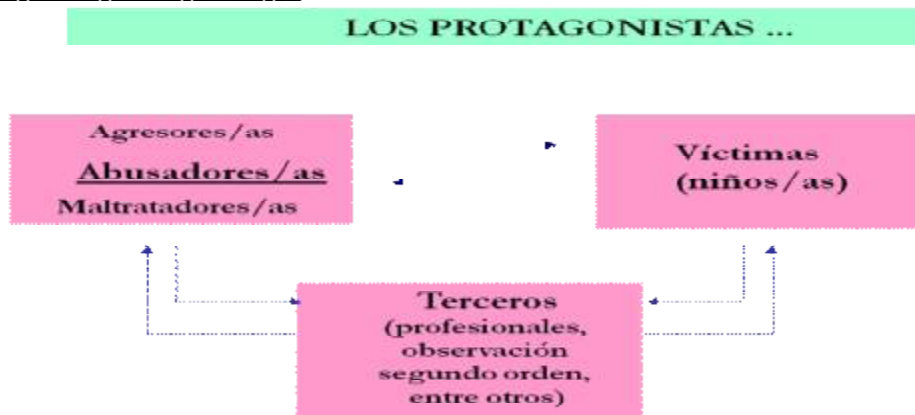 LOS PROTAGONISTAS ...
Agresores/as
Abusadores/as
Maltratadores/as
Víctimas
(niños/as)
Terceros
(profesionales,
observación
segundo orden,
entre otros)